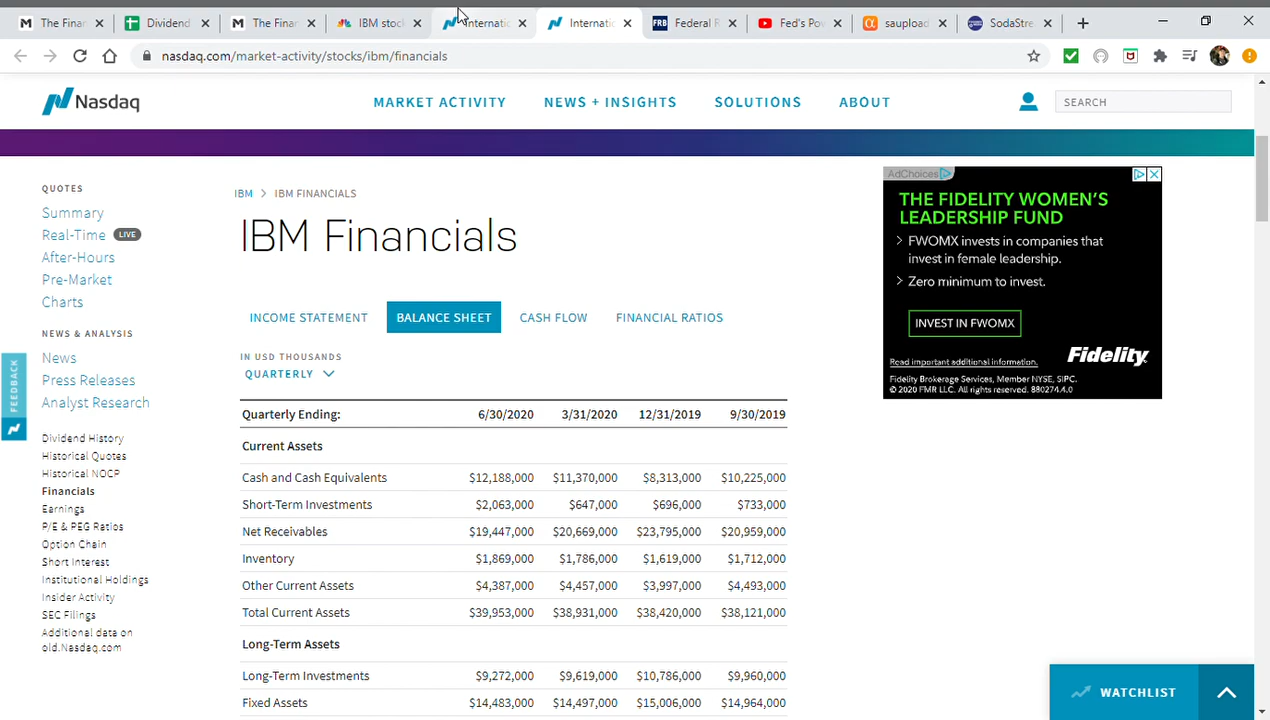 The Finan
Dividend
The Finan
IBM stoc
Internatio
Internatio
Federal R
Fed's Pow
saupload
SodaStre
nasdaq.com/market-activity/stocks/ibm/financials
Nasdaq
MARKET ACTIVITY
NEWS + INSIGHTS
SOLUTIONS
ABOUT
SEARCH
QUOTES
Summary
Real-Time LIVE
After-Hours
Pre-Market
Charts
NEWS & ANALYSIS
News
Press Releases
Analyst Research
Dividend History
Historical Quotes
Historical NOCP
Financials
Earnings
P/E & PEG Ratios
Option Chain
Short Interest
Institutional Holdings
Insider Activity
SEC Filings
Additional data on
old.Nasdaq.com
FEEDBACK
IBM > IBM FINANCIALS
IBM Financials
INCOME STATEMENT BALANCE SHEET CASH FLOW FINANCIAL RATIOS
IN USD THOUSANDS
QUARTERLY
Quarterly Ending: 6/30/2020 3/31/2020 12/31/2019 9/30/2019
Current Assets
Cash and Cash Equivalents $12,188,000 $11,370,000 $8,313,000 $10,225,000
Short-Term Investments $2,063,000 $647,000 $696,000 $733,000
Net Receivables $19,447,000 $20,669,000 $23,795,000 $20,959,000
Inventory $1,869,000 $1,786,000 $1,619,000 $1,712,000
Other Current Assets $4,387,000 $4,457,000 $3,997,000 $4,493,000
Total Current Assets $39,953,000 $38,931,000 $38,420,000 $38,121,000
Long-Term Assets
Long-Term Investments $9,272,000 $9,619,000 $10,786,000 $9,960,000
Fixed Assets $14,483,000 $14,497,000 $15,006,000 $14,964,000
AdChoices
THE FIDELITY WOMEN'S
LEADERSHIP FUND
> FWOMX invests in companies that
invest in female leadership.
> Zero minimum to invest.
INVEST IN FWOMX
Read important additional information.
Fidelity
Fidelity Brokerage Services, Member NYSE, SIPC.
© 2020 FMR LLC. All rights reserved. 880274.4.0
WATCHLIST